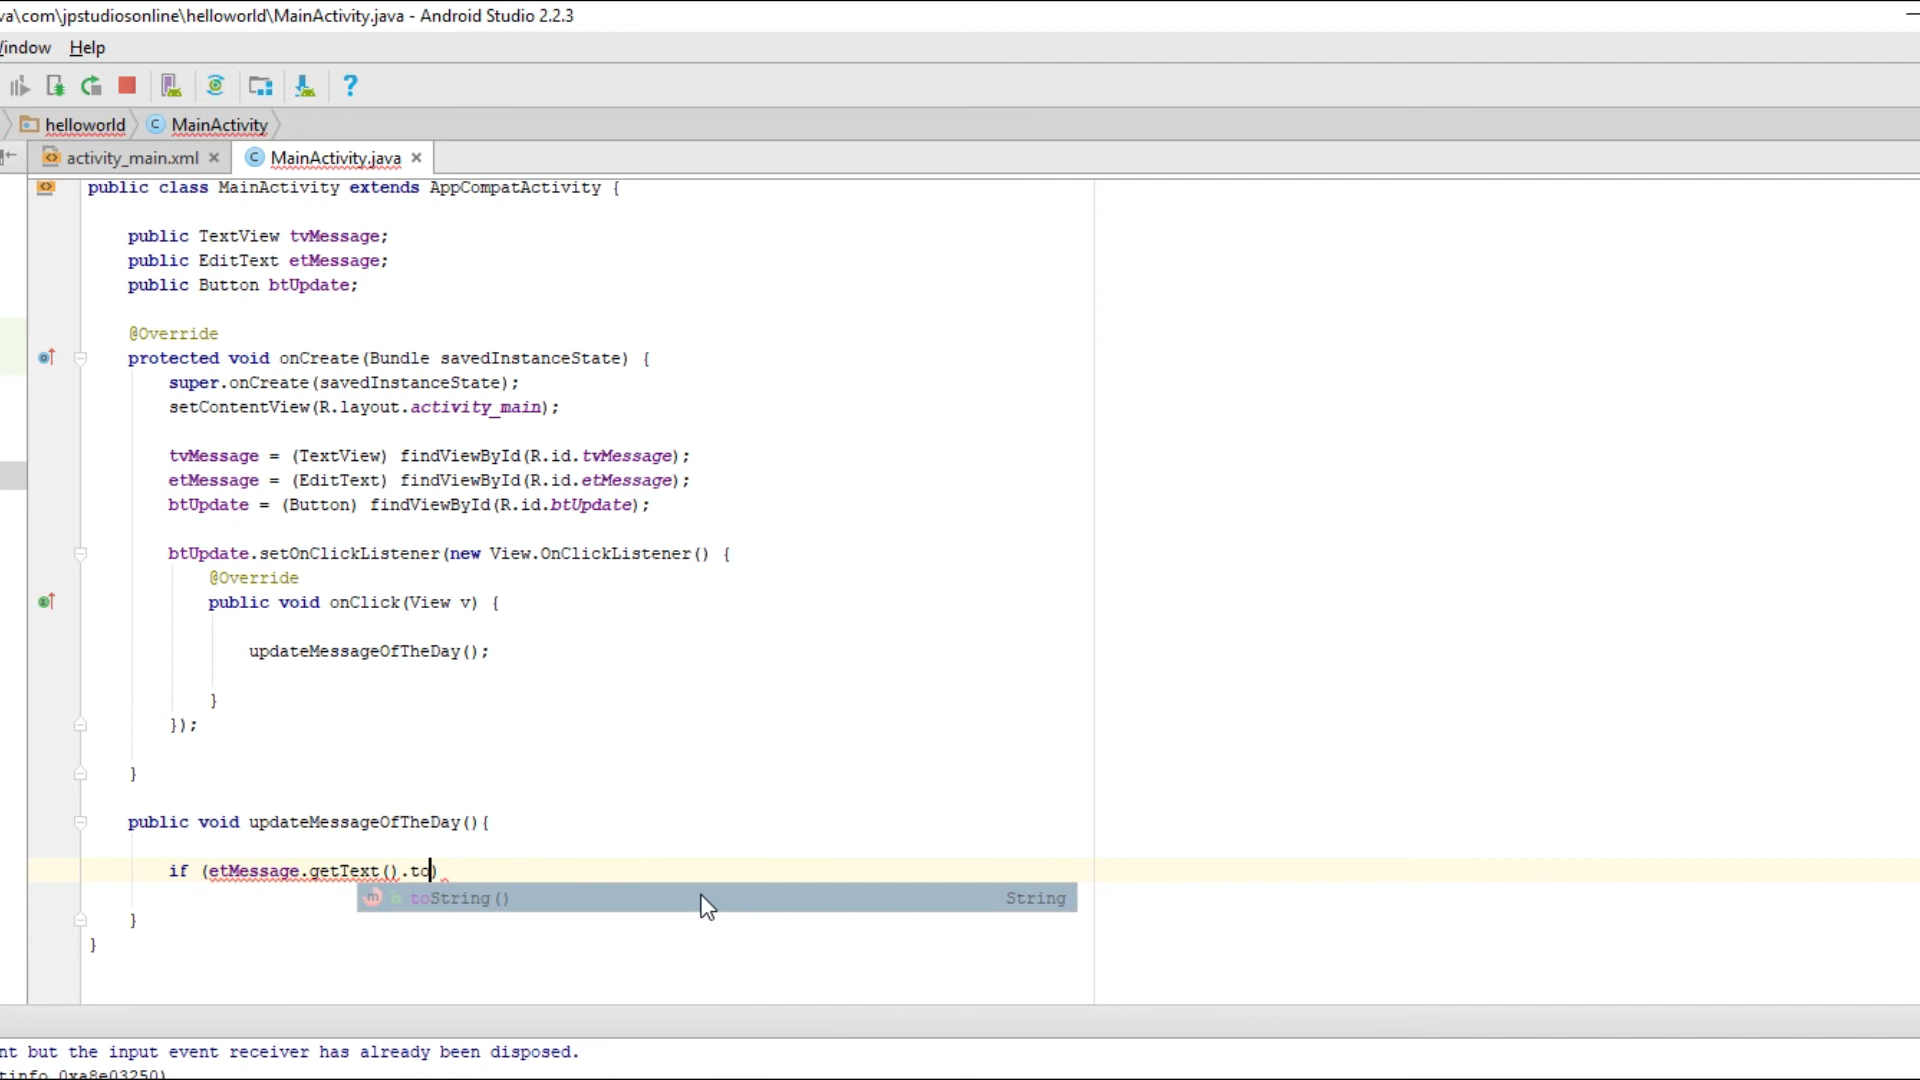 va\com\jpstudiosonline\helloworld\MainActivity.java - Android Studio 2.2.3
indow Help
helloworld MainActivity
activity_main.xml MainActivity.java
public class MainActivity extends AppCompatActivity {
public TextView tvMessage;
public EditText etMessage;
public Button btUpdate;
@Override
protected void onCreate(Bundle savedInstanceState) {
super.onCreate(savedInstanceState);
setContentView(R.layout.activity_main);
tvMessage = (TextView) findViewById(R.id.tvMessage);
etMessage = (EditText) findViewById(R.id.etMessage);
btUpdate = (Button) findViewById(R.id.btUpdate);
btUpdate.setOnClickListener(new View.OnClickListener() {
@Override
public void onClick(View v) {
updateMessageOfTheDay();
}
});
}
public void updateMessageOfTheDay(){
if (etMessage.getText().to)
toString() String
}
}
nt but the input event receiver has already been disposed.
tinfo 0xa8e03250)